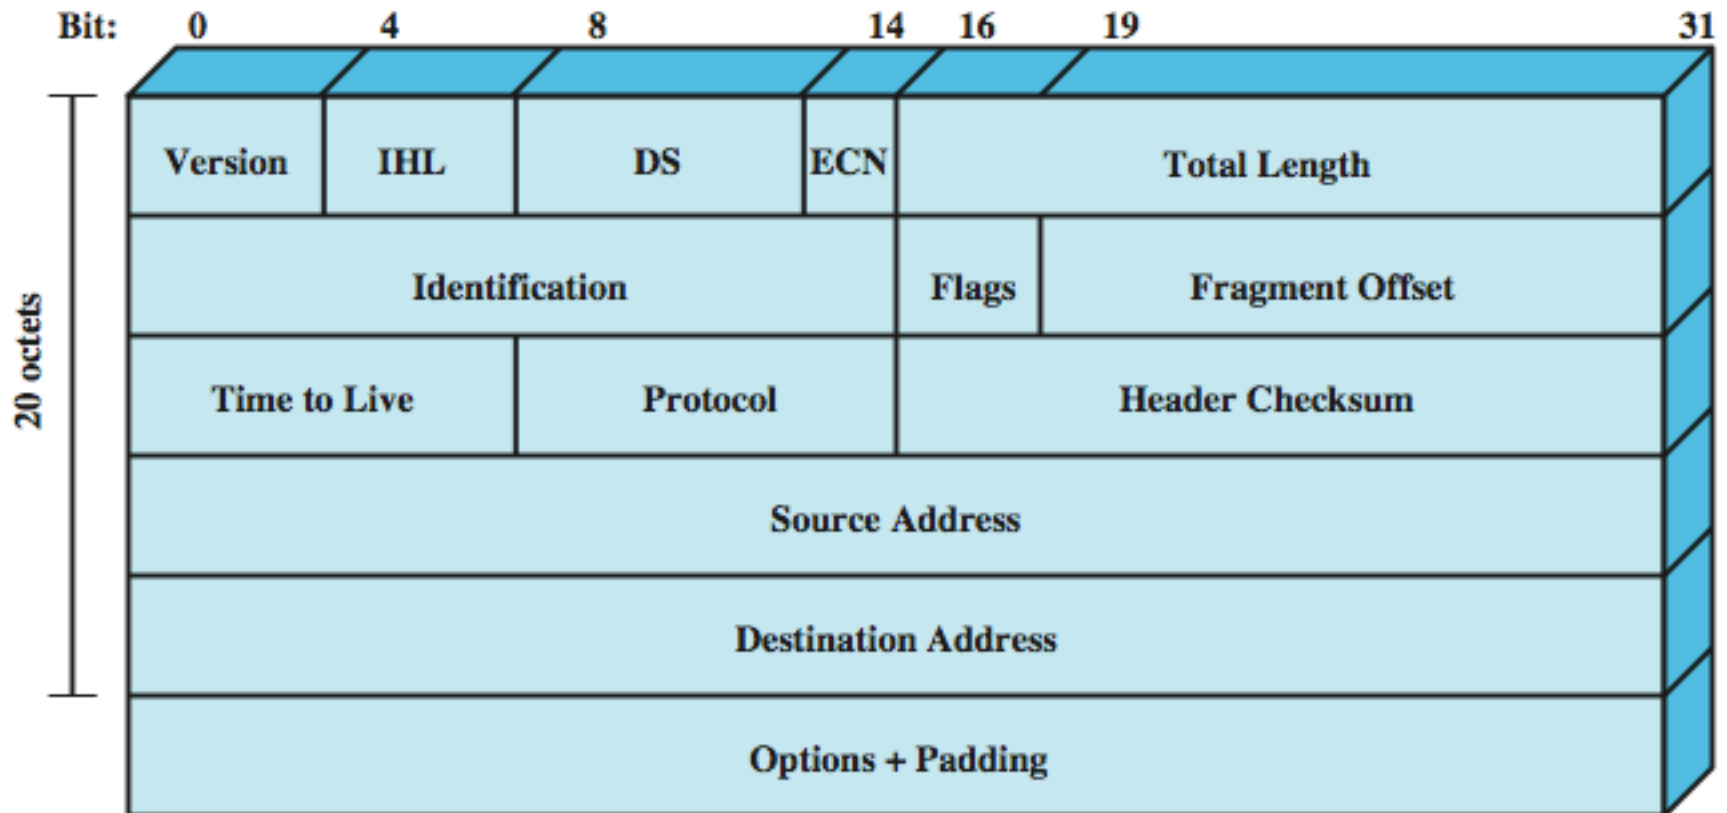 Bit: 0 4 8 14 16 19 31
Version IHL DS ECN Total Length
Identification Flags Fragment Offset
Time to Live Protocol Header Checksum
Source Address
Destination Address
Options + Padding
20 octets